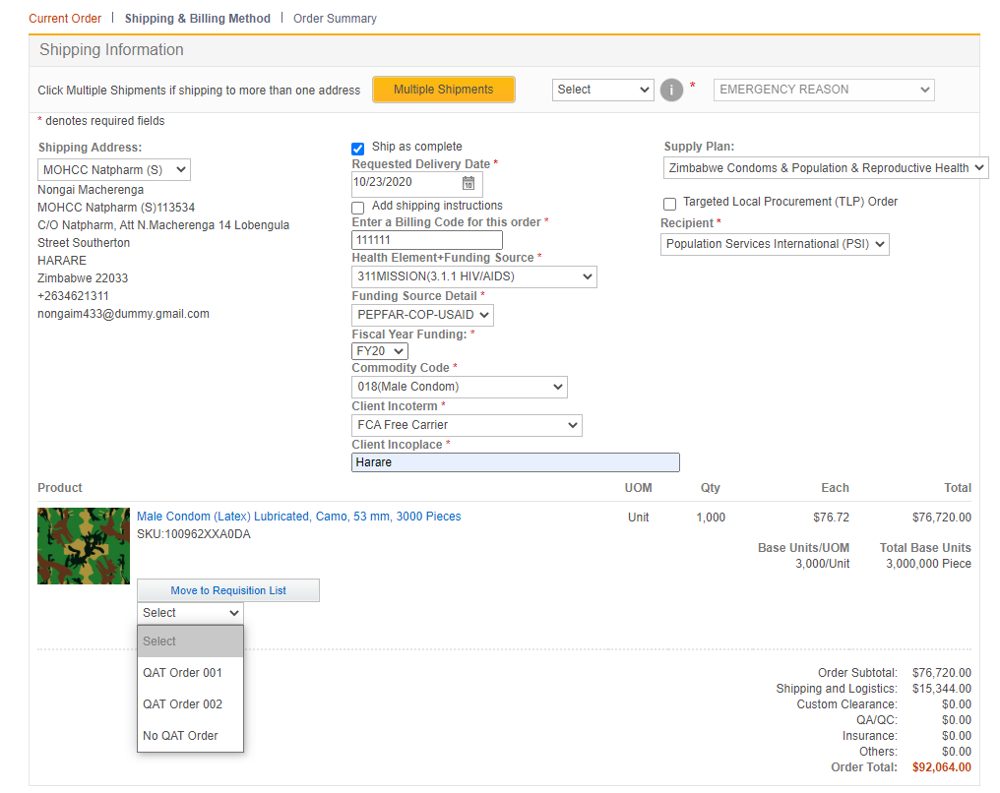 Current Order | Shipping & Billing Method | Order Summary
Shipping Information
Click Multiple Shipments if shipping to more than one address Multiple Shipments Select i * EMERGENCY REASON
* denotes required fields
Shipping Address:
MOHCC Natpharm (S)
Nongai Macherenga
MOHCC Natpharm (S)113534
C/O Natpharm, Att N.Macherenga 14 Lobengula
Street Southerton
HARARE
Zimbabwe 22033
+2634621311
nongaim433@dummy.gmail.com
Ship as complete
Requested Delivery Date *
10/23/2020
Add shipping instructions
Enter a Billing Code for this order *
111111
Health Element+Funding Source *
311MISSION(3.1.1 HIV/AIDS)
Funding Source Detail *
PEPFAR-COP-USAID
Fiscal Year Funding: *
FY20
Commodity Code *
018(Male Condom)
Client Incoterm *
FCA Free Carrier
Client Incoplace *
Harare
Supply Plan:
Zimbabwe Condoms & Population & Reproductive Health
Targeted Local Procurement (TLP) Order
Recipient *
Population Services International (PSI)
Product UOM Qty Each Total
Male Condom (Latex) Lubricated, Camo, 53 mm, 3000 Pieces Unit 1,000 $76.72 $76,720.00
SKU:100962XXA0DA
Base Units/UOM Total Base Units
3,000/Unit 3,000,000 Piece
Move to Requisition List
Select
Select
QAT Order 001
QAT Order 002
No QAT Order
Order Subtotal: $76,720.00
Shipping and Logistics: $15,344.00
Custom Clearance: $0.00
QA/QC: $0.00
Insurance: $0.00
Others: $0.00
Order Total: $92,064.00